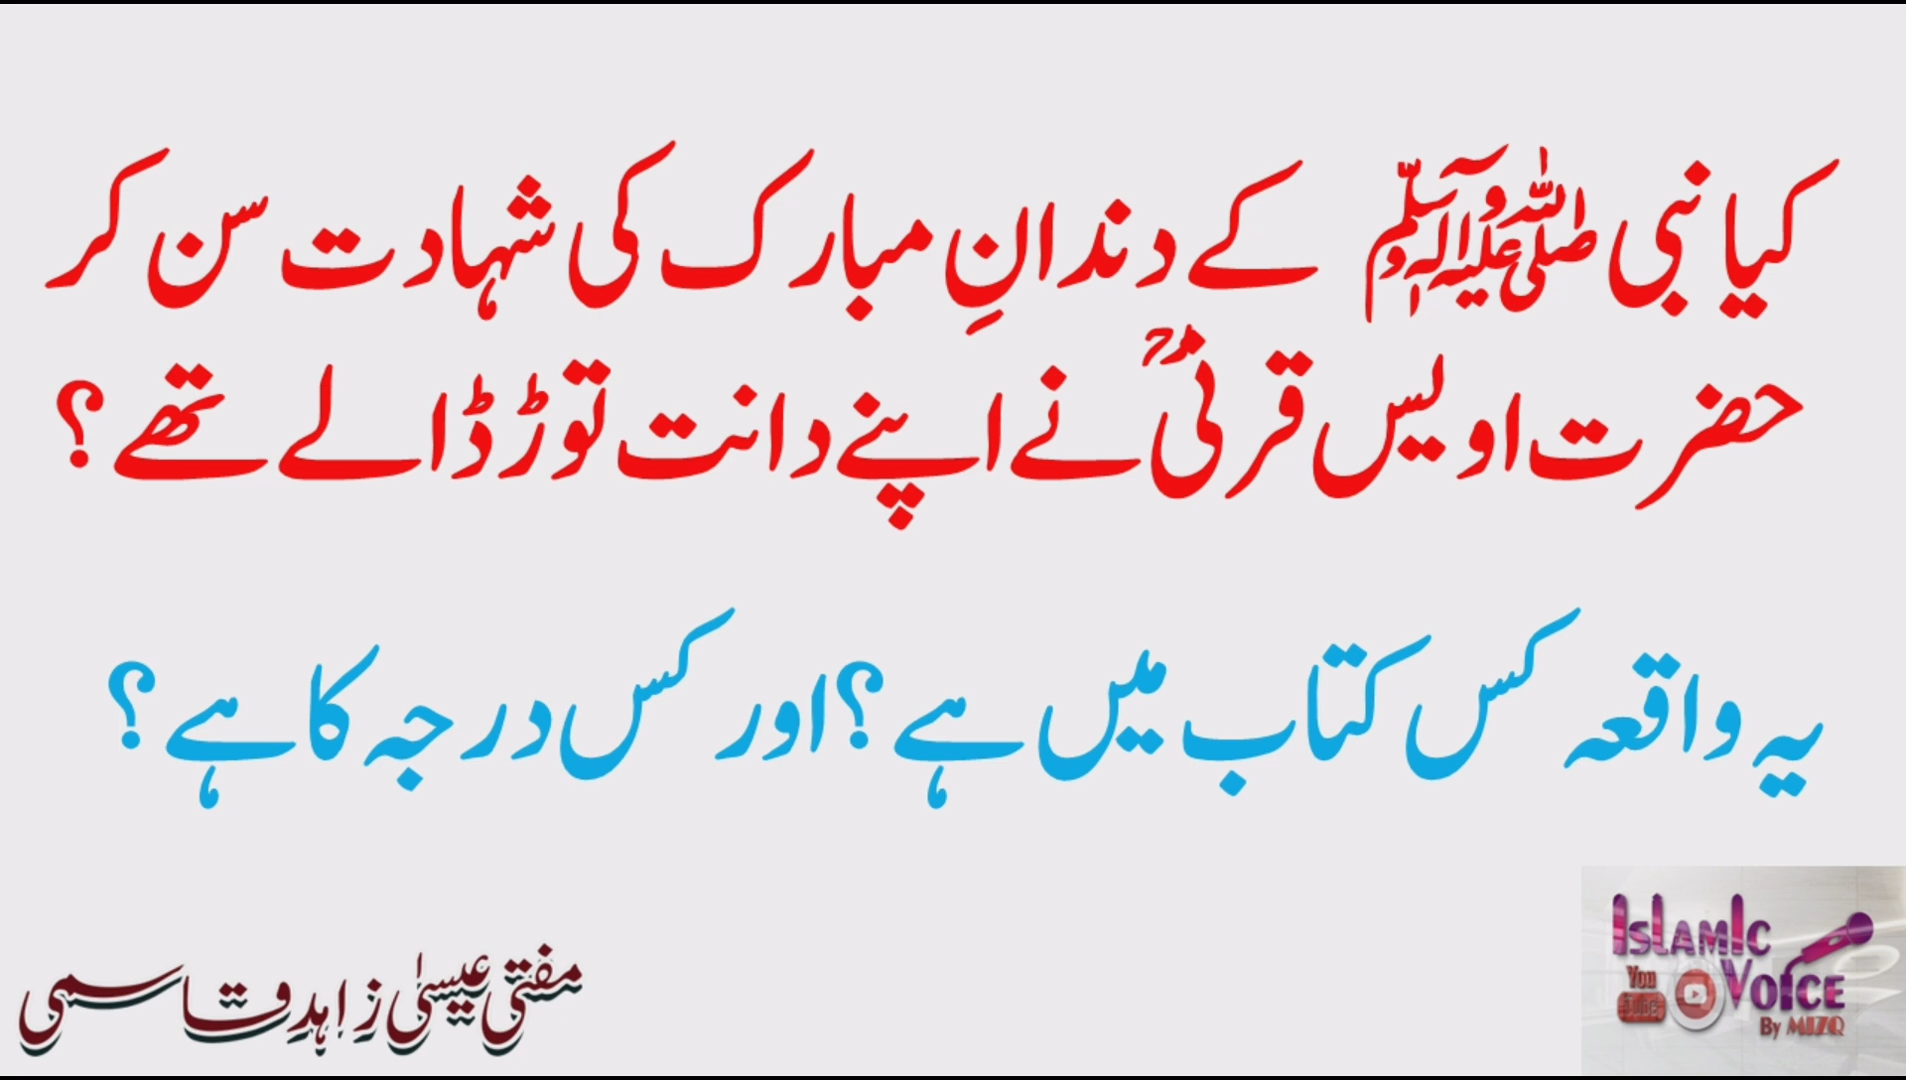 کیا نبی ﷺ کے دندانِ مبارک کی شہادت سن کر
حضرت اویس قرنیؒ نے اپنے دانت توڑ ڈالے تھے؟
یہ واقعہ کس کتاب میں ہے؟ اور کس درجہ کا ہے؟
مفتی عیسیٰ زاہد قاسمی
Islamic
You
Tube
Voice
By MIZQ